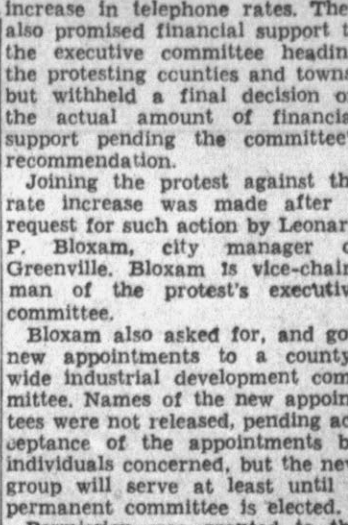 increase in telephone rates. The
also promised financial support t
the executive committee headin
the protesting counties and towns
but withheld a final decision o
the actual amount of financia
support pending the committee'
recommendation.
Joining the protest against th
rate increase was made after
request for such action by Leonar
P. Bloxam, city manager o
Greenville. Bloxam is vice-chair
man of the protest's executiv
committee.
Bloxam also asked for, and go
new appointments to a county
wide industrial development com
mittee. Names of the new appoin
tees were not released, pending ac
ceptance of the appointments b
individuals concerned, but the ne
group will serve at least until
permanent committee is elected.